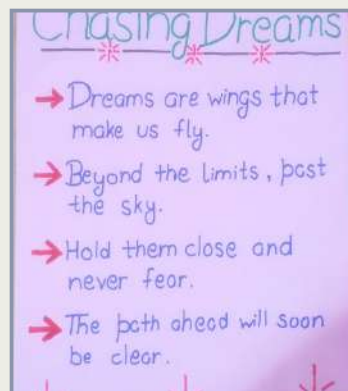 Chasing Dreams
→ Dreams are wings that
make us fly.
→ Beyond the limits, past
the sky.
→ Hold them close and
never fear.
→ The path ahead will soon
be clear.